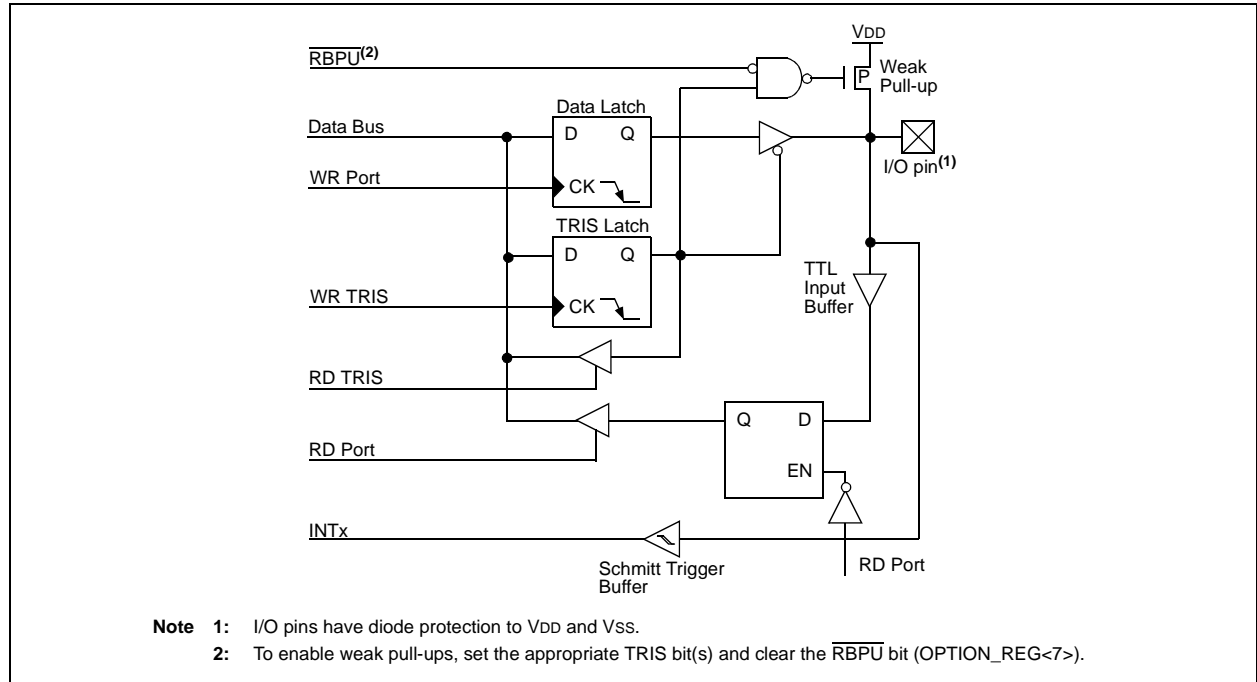 VDD
RBPU(2)
Weak
Pull-up
P
Data Latch
Data Bus
D Q
I/O pin(1)
WR Port
CK
TRIS Latch
D Q
TTL
Input
Buffer
WR TRIS
CK
RD TRIS
Q D
RD Port
EN
INTx
Schmitt Trigger
Buffer
RD Port
Note 1: I/O pins have diode protection to VDD and VSS.
2: To enable weak pull-ups, set the appropriate TRIS bit(s) and clear the RBPU bit (OPTION_REG<7>).